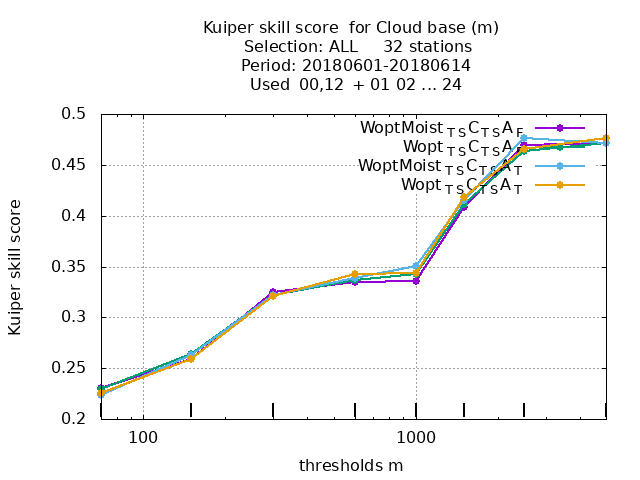 Kuiper skill score  for Cloud base (m)
Selection: ALL     32 stations
Period: 20180601-20180614
Used  00,12  + 01 02 ... 24
Kuiper skill score
0.5
0.45
0.4
0.35
0.3
0.25
0.2
WoptMoist TS C TS A F
Wopt TS C TS A
WoptMoist TS C TS A T
Wopt TS C TS A T
100
1000
thresholds m